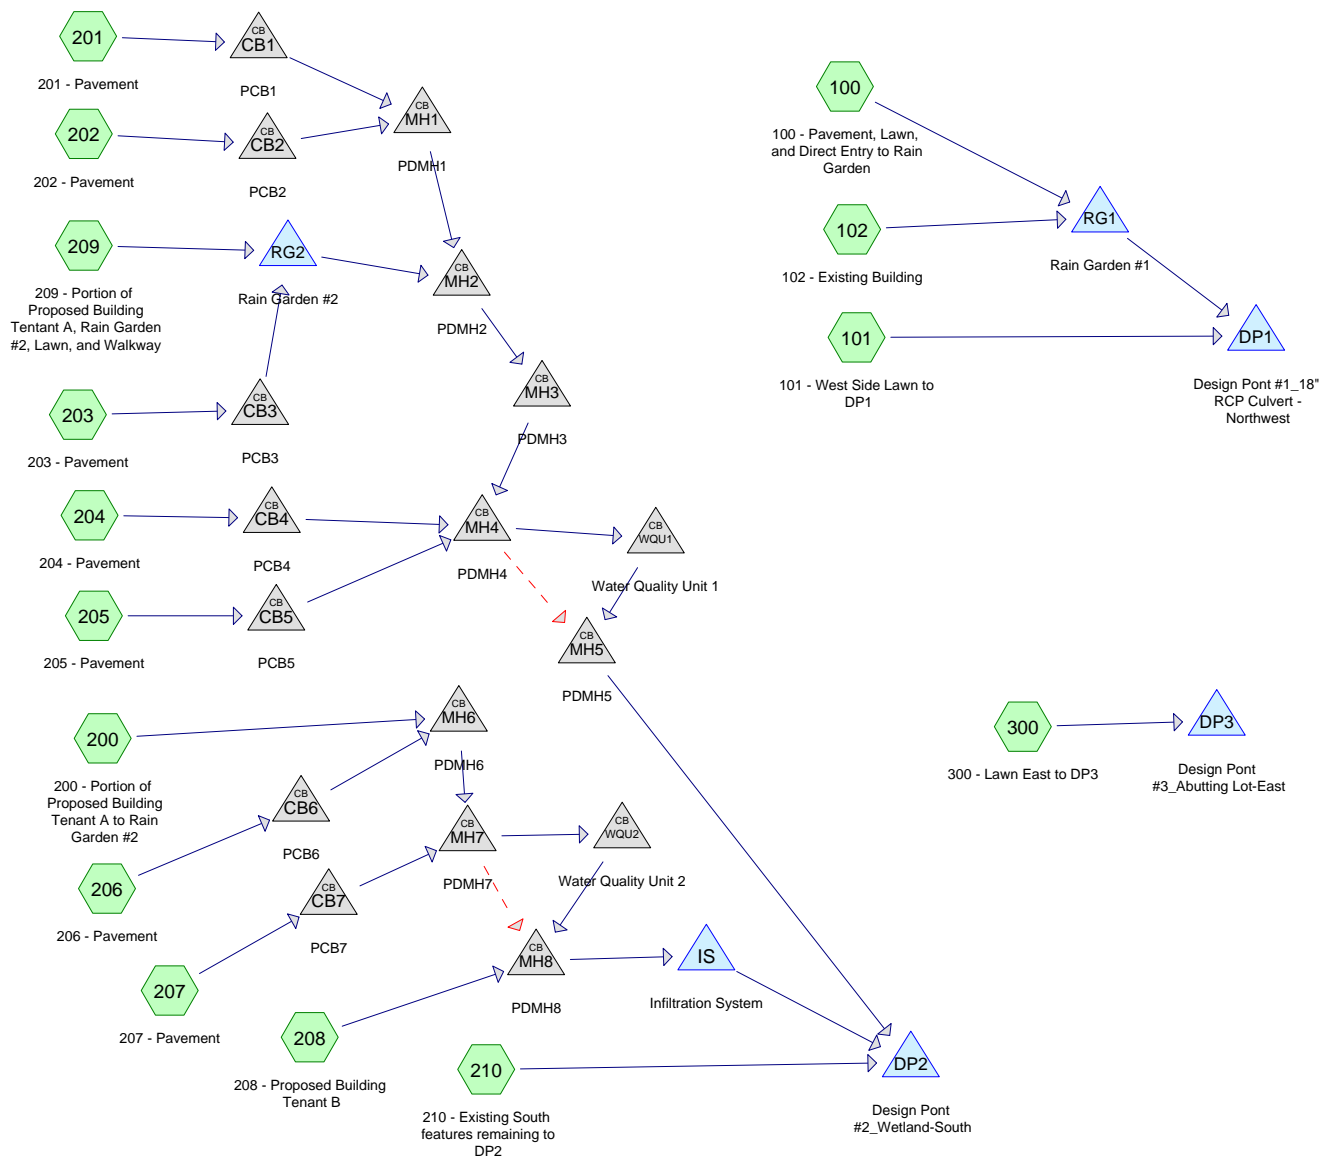 201
201 - Pavement
CB
CB1
PCB1
202
202 - Pavement
CB
CB2
PCB2
CB
MH1
PDMH1
209
209 - Portion of
Proposed Building
Tentant A, Rain Garden
#2, Lawn, and Walkway
RG2
Rain Garden #2
CB
MH2
PDMH2
203
203 - Pavement
CB
CB3
PCB3
CB
MH3
PDMH3
204
204 - Pavement
CB
CB4
PCB4
CB
MH4
PDMH4
CB
WQU1
Water Quality Unit 1
205
205 - Pavement
CB
CB5
PCB5
CB
MH5
PDMH5
200
200 - Portion of
Proposed Building
Tenant A to Rain
Garden #2
CB
MH6
PDMH6
206
206 - Pavement
CB
CB6
PCB6
CB
MH7
PDMH7
CB
WQU2
Water Quality Unit 2
207
207 - Pavement
CB
CB7
PCB7
CB
MH8
PDMH8
IS
Infiltration System
208
208 - Proposed Building
Tenant B
210
210 - Existing South
features remaining to
DP2
DP2
Design Pont
#2_Wetland-South
100
100 - Pavement, Lawn,
and Direct Entry to Rain
Garden
102
102 - Existing Building
RG1
Rain Garden #1
101
101 - West Side Lawn to
DP1
DP1
Design Pont #1_18"
RCP Culvert -
Northwest
300
300 - Lawn East to DP3
DP3
Design Pont
#3_Abutting Lot-East